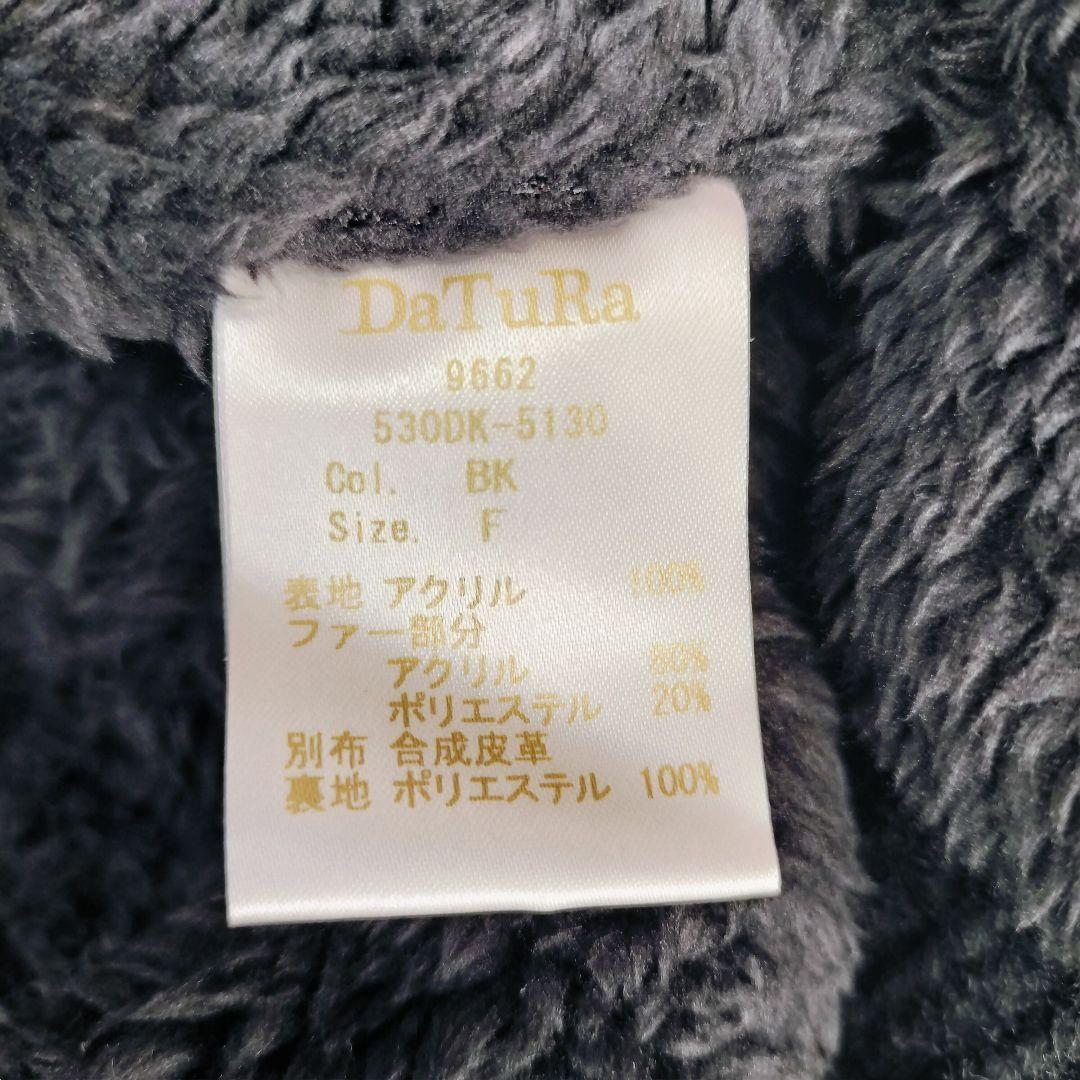 DaTuRa
9662
530DK-5130
Col. BK
Size. F
表地 アクリル 100%
ファー部分
アクリル 80%
ポリエステル 20%
別布 合成皮革
裏地 ポリエステル 100%